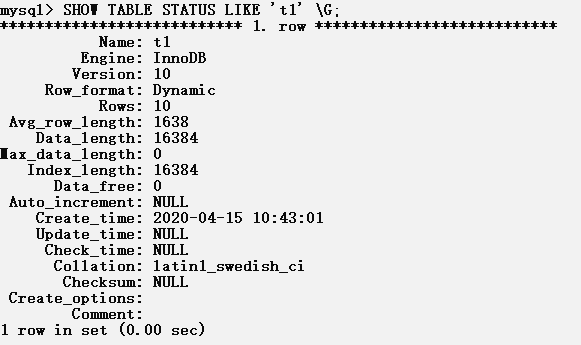 mysql> SHOW TABLE STATUS LIKE 't1' \G;
*************************** 1. row ***************************
Name: t1
Engine: InnoDB
Version: 10
Row_format: Dynamic
Rows: 10
Avg_row_length: 1638
Data_length: 16384
Max_data_length: 0
Index_length: 16384
Data_free: 0
Auto_increment: NULL
Create_time: 2020-04-15 10:43:01
Update_time: NULL
Check_time: NULL
Collation: latin1_swedish_ci
Checksum: NULL
Create_options:
Comment:
1 row in set (0.00 sec)